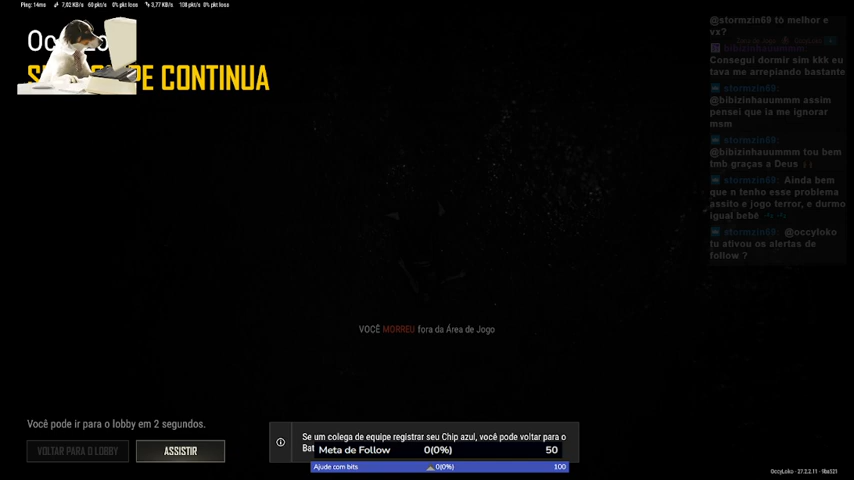 Ping: 14ms 7,02 KB/s 60 pkt/s 0% pkt loss 3,77 KB/s 108 pkt/s 0% pkt loss
E CONTINUA
VOCÊ MORREU fora da Área de Jogo
Você pode ir para o lobby em 2 segundos.
VOLTAR PARA O LOBBY
ASSISTIR
Se um colega de equipe registrar seu Chip azul, você pode voltar para o
Meta de Follow 0(0%) 50
Ajude com bits 0(0%) 100
@stormzin69 tô melhor e
vx?
bibizinhauummm:
Consegui dormir sim kkk eu
tava me arrepiando bastante
stormzin69:
@bibizinhauummm assim
pensei que ia me ignorar
msm
stormzin69:
@bibizinhauummm tou bem
tmb graças a Deus
stormzin69: Ainda bem
que n tenho esse problema
assito e jogo terror, e durmo
igual bebê
stormzin69: @occyloko
tu ativou os alertas de
follow ?